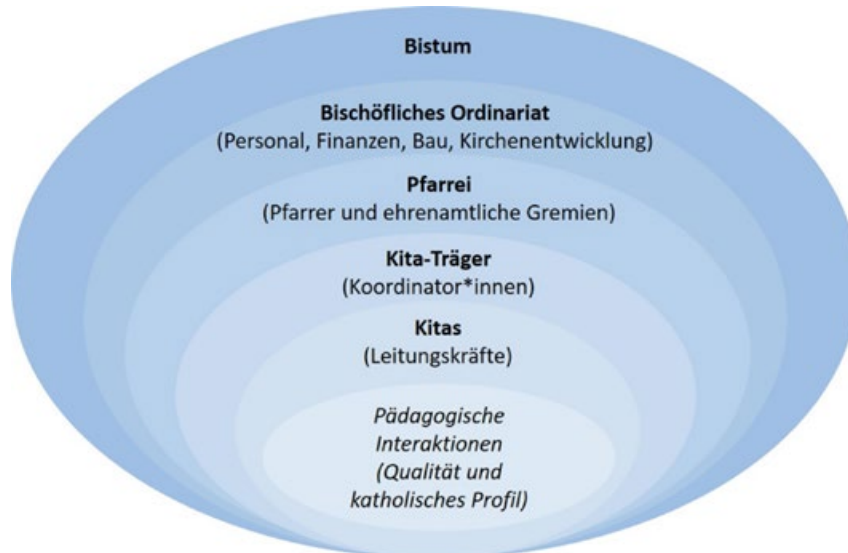 Bistum
Bischöfliches Ordinariat
(Personal, Finanzen, Bau, Kirchenentwicklung)
Pfarrei
(Pfarrer und ehrenamtliche Gremien)
Kita-Träger
(Koordinator*innen)
Kitas
(Leitungskräfte)
Pädagogische
Interaktionen
(Qualität und
katholisches Profil)